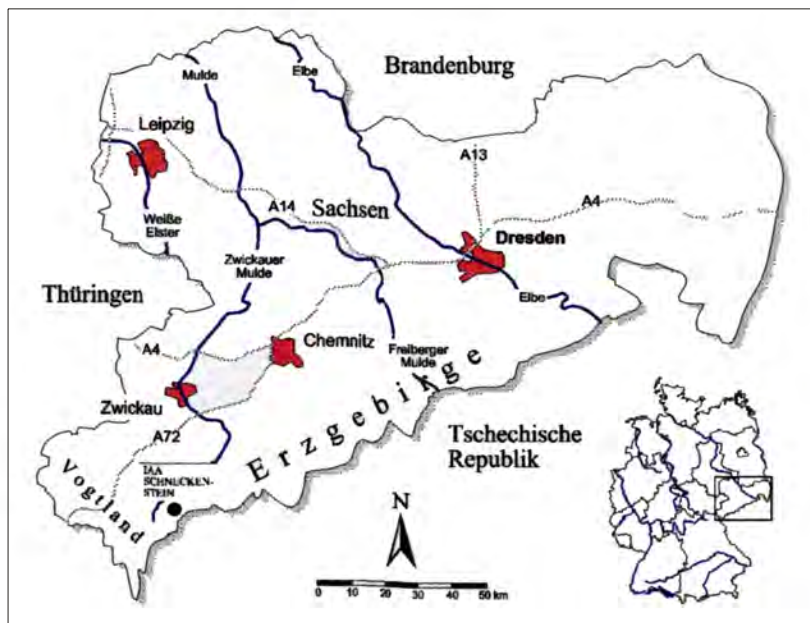 Mulde
Elbe
Brandenburg
Leipzig
A13
Weiße
Elster
A14
Sachsen
A4
Dresden
Zwickauer
Mulde
Thüringen
Elbe
A4
Chemnitz
Freiberger
Mulde
Zwickau
Erzgebirge
A72
Tschechische
Republik
IAA
SCHNECKEN-
STEIN
Vogtland
N
0 10 20 30 40 50 km